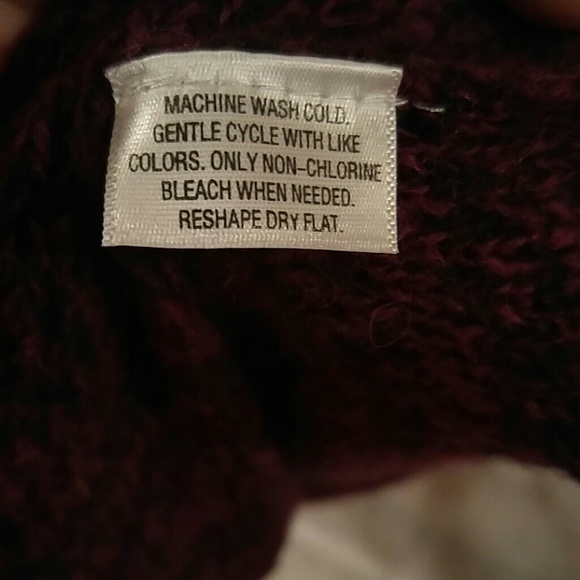 MACHINE WASH COLD.
GENTLE CYCLE WITH LIKE
COLORS. ONLY NON-CHLORINE
BLEACH WHEN NEEDED.
RESHAPE DRY FLAT.